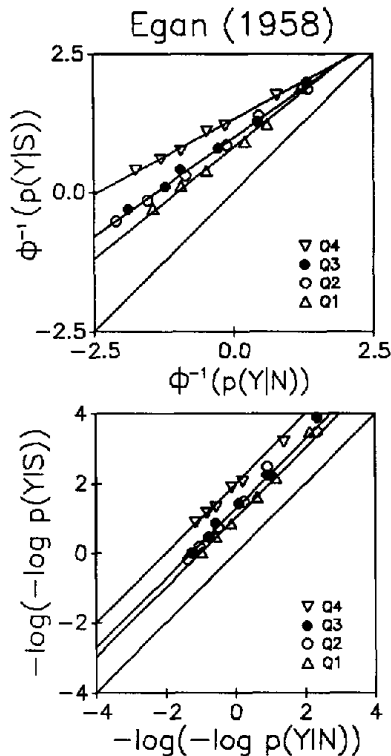 Egan (1958)
Φ⁻¹(p(Y|S))
2.5
0.0
−2.5
▽ Q4
● Q3
○ Q2
△ Q1
−2.5 0.0 2.5
Φ⁻¹(p(Y|N))
−log(−log p(Y|S))
4
2
0
−2
−4
▽ Q4
● Q3
○ Q2
△ Q1
−4 −2 0 2 4
−log(−log p(Y|N))